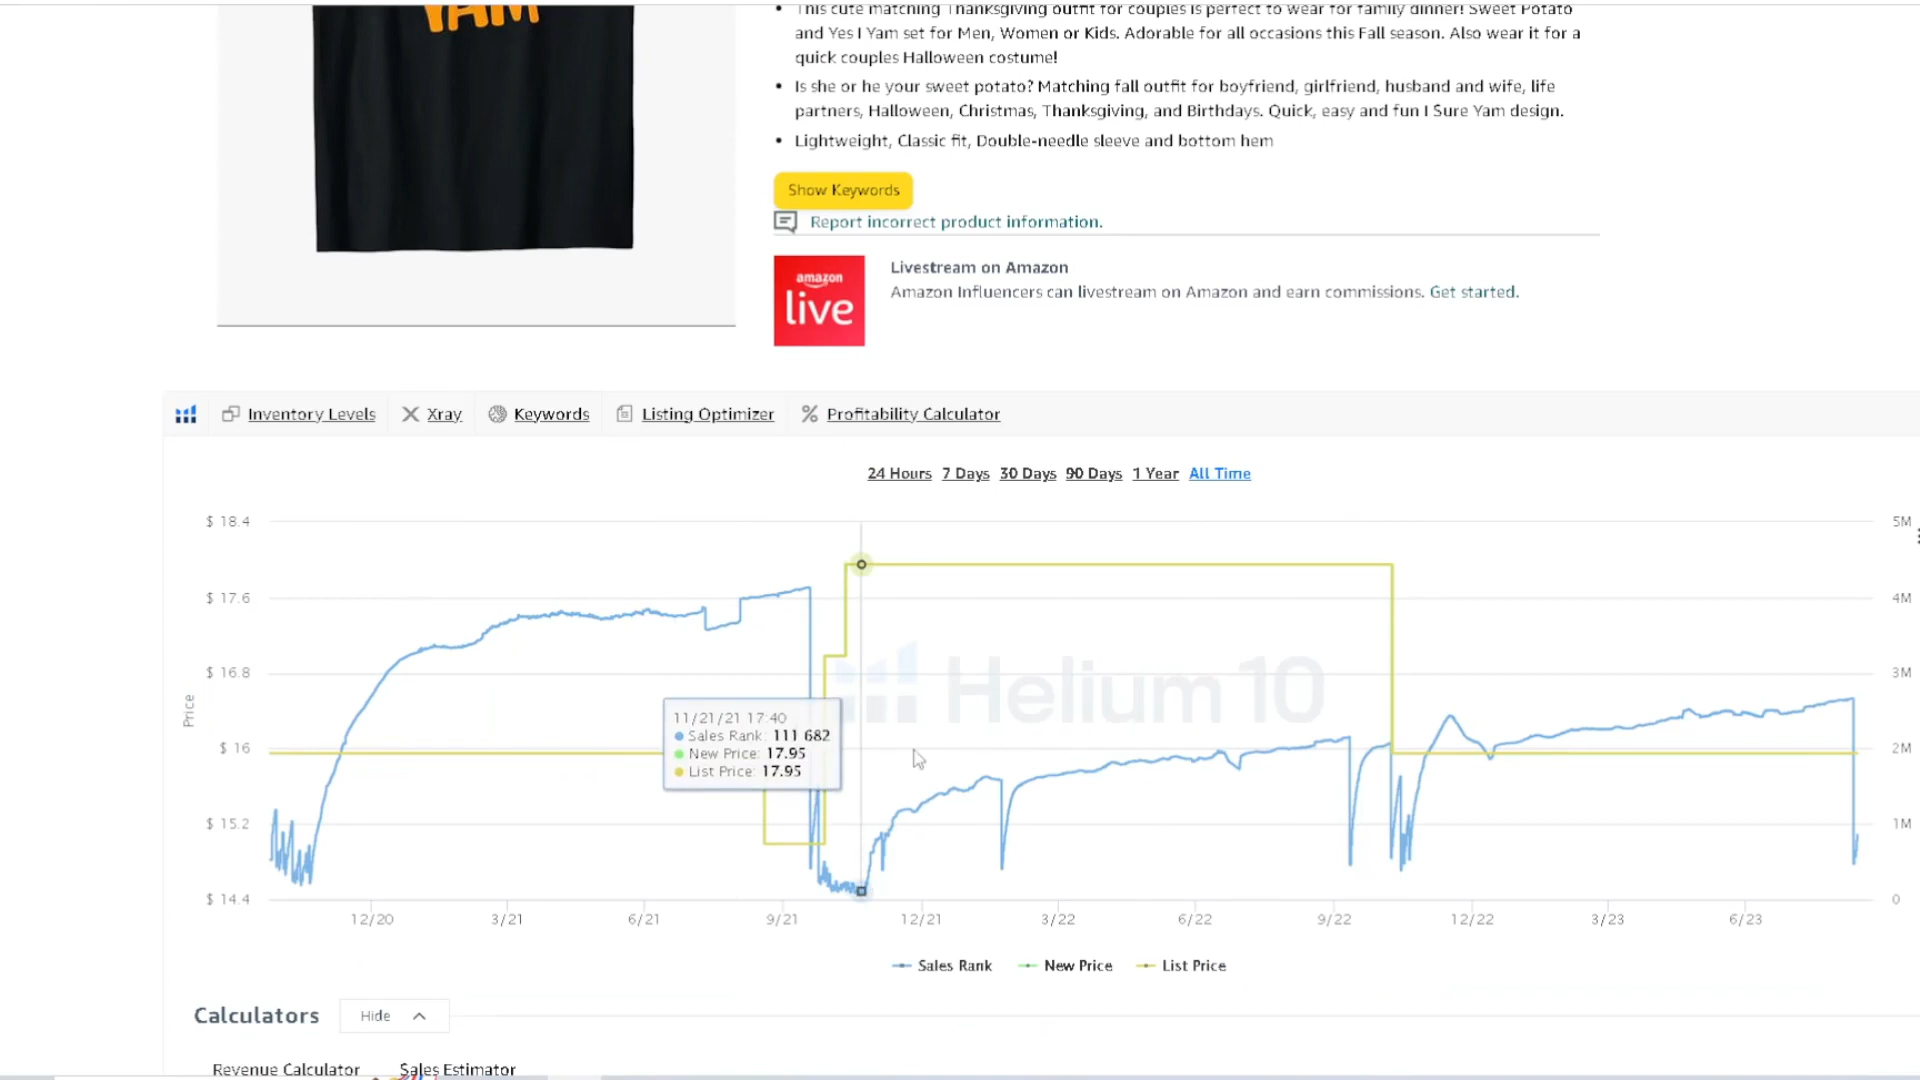 YAM
This cute matching Thanksgiving outfit for couples is perfect to wear for family dinner! Sweet Potato
and Yes I Yam set for Men, Women or Kids. Adorable for all occasions this Fall season. Also wear it for a
quick couples Halloween costume!
Is she or he your sweet potato? Matching fall outfit for boyfriend, girlfriend, husband and wife, life
partners, Halloween, Christmas, Thanksgiving, and Birthdays. Quick, easy and fun I Sure Yam design.
Lightweight, Classic fit, Double-needle sleeve and bottom hem
Show Keywords
Report incorrect product information.
amazon
live
Livestream on Amazon
Amazon Influencers can livestream on Amazon and earn commissions. Get started.
Inventory Levels Xray Keywords Listing Optimizer % Profitability Calculator
24 Hours 7 Days 30 Days 90 Days 1 Year All Time
$ 18.4 5M
$ 17.6 4M
$ 16.8 3M
Helium 10
Price
$ 16 2M
11/21/21 17:40
Sales Rank: 111 682
New Price: 17.95
List Price: 17.95
$ 15.2 1M
$ 14.4 0
12/20 3/21 6/21 9/21 12/21 3/22 6/22 9/22 12/22 3/23 6/23
Sales Rank New Price List Price
Calculators Hide
Revenue Calculator Sales Estimator